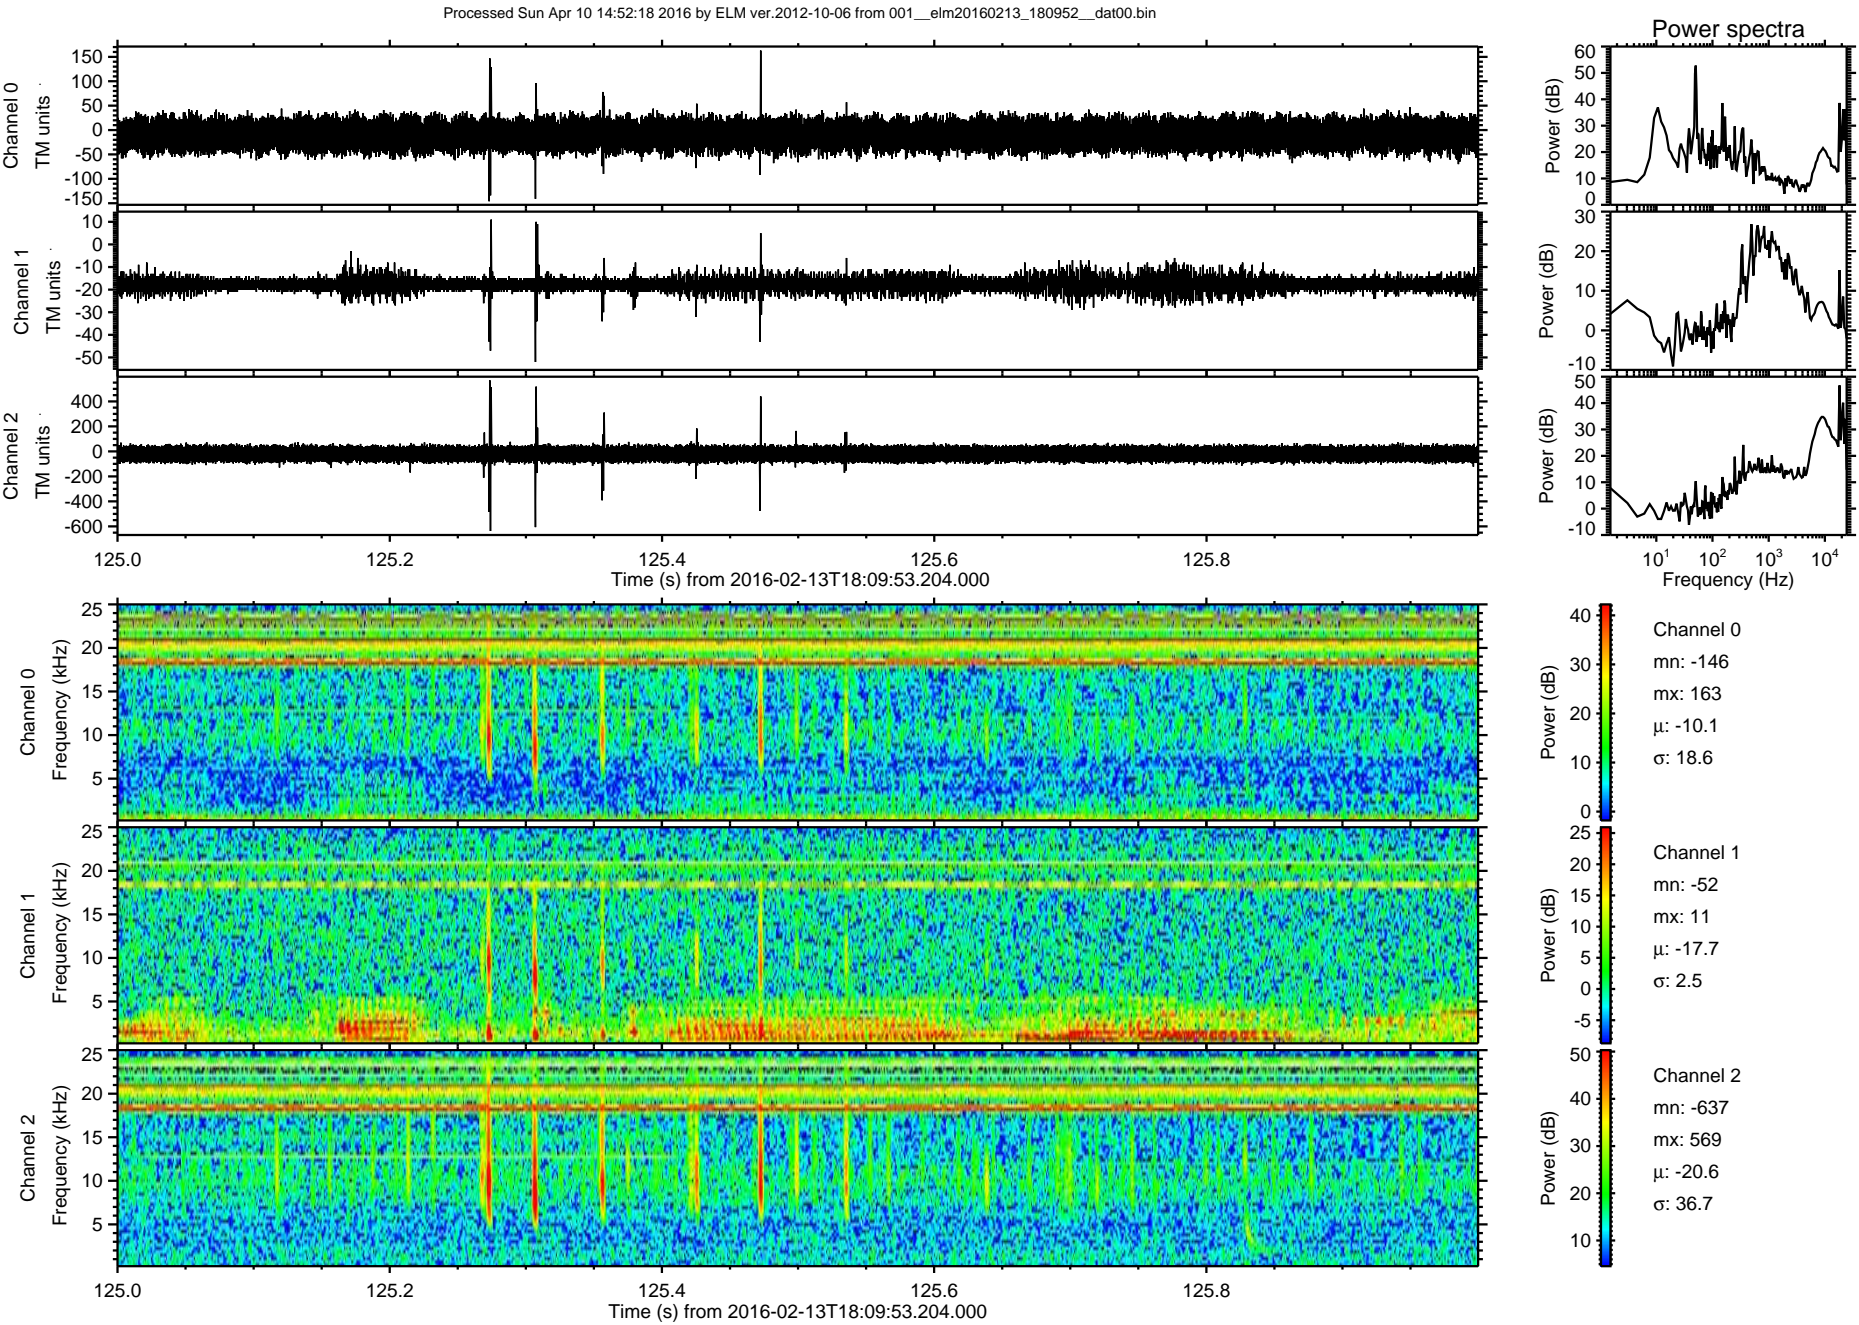 Processed Sun Apr 10 14:52:18 2016 by ELM ver.2012-10-06 from 001__elm20160213_180952__dat00.bin
Power spectra
Channel 0
TM units
150
100
50
0
-50
-100
-150
Power (dB)
60
50
40
30
20
10
0
Channel 1
TM units
10
0
-10
-20
-30
-40
-50
Power (dB)
30
20
10
0
-10
Channel 2
TM units
400
200
0
-200
-400
-600
Power (dB)
50
40
30
20
10
0
-10
125.0 125.2 125.4 125.6 125.8
Time (s) from 2016-02-13T18:09:53.204.000
10¹ 10² 10³ 10⁴
Frequency (Hz)
Channel 0
Frequency (kHz)
25
20
15
10
5
Power (dB)
40
30
20
10
0
Channel 0
mn: -146
mx: 163
μ: -10.1
σ: 18.6
Channel 1
Frequency (kHz)
25
20
15
10
5
Power (dB)
25
20
15
10
5
0
-5
Channel 1
mn: -52
mx: 11
μ: -17.7
σ: 2.5
Channel 2
Frequency (kHz)
25
20
15
10
5
Power (dB)
50
40
30
20
10
Channel 2
mn: -637
mx: 569
μ: -20.6
σ: 36.7
125.0 125.2 125.4 125.6 125.8
Time (s) from 2016-02-13T18:09:53.204.000